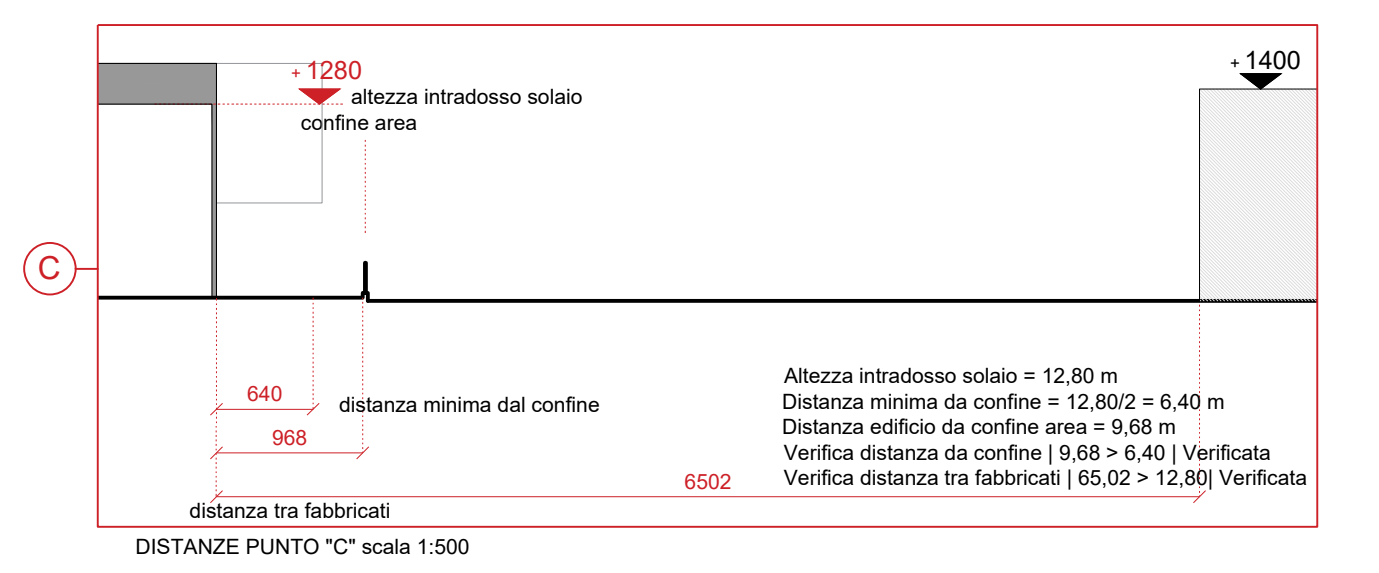 + 1280
+ 1400
altezza intradosso solaio
confine area
C
640
distanza minima dal confine
968
6502
distanza tra fabbricati
Altezza intradosso solaio = 12,80 m
Distanza minima da confine = 12,80/2 = 6,40 m
Distanza edificio da confine area = 9,68 m
Verifica distanza da confine | 9,68 > 6,40 | Verificata
Verifica distanza tra fabbricati | 65,02 > 12,80| Verificata
DISTANZE PUNTO "C" scala 1:500